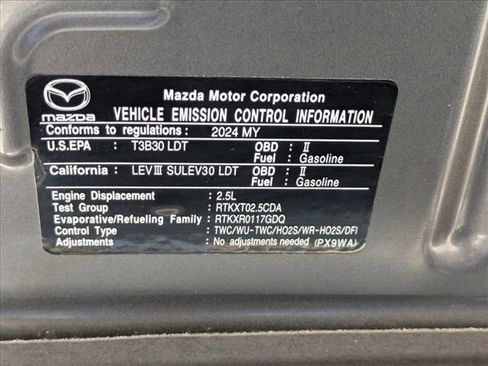 Mazda Motor Corporation
mazda VEHICLE EMISSION CONTROL INFORMATION
Conforms to regulations : 2024 MY
U.S.EPA : T3B30 LDT OBD : II
Fuel : Gasoline
California : LEVIII SULEV30 LDT OBD : II
Fuel : Gasoline
Engine Displacement : 2.5L
Test Group : RTKXT02.5CDA
Evaporative/Refueling Family : RTKXR0117GDQ
Control Type : TWC/WU-TWC/HO2S/WR-HO2S/DFI
Adjustments : No adjustments needed (PX9WA)